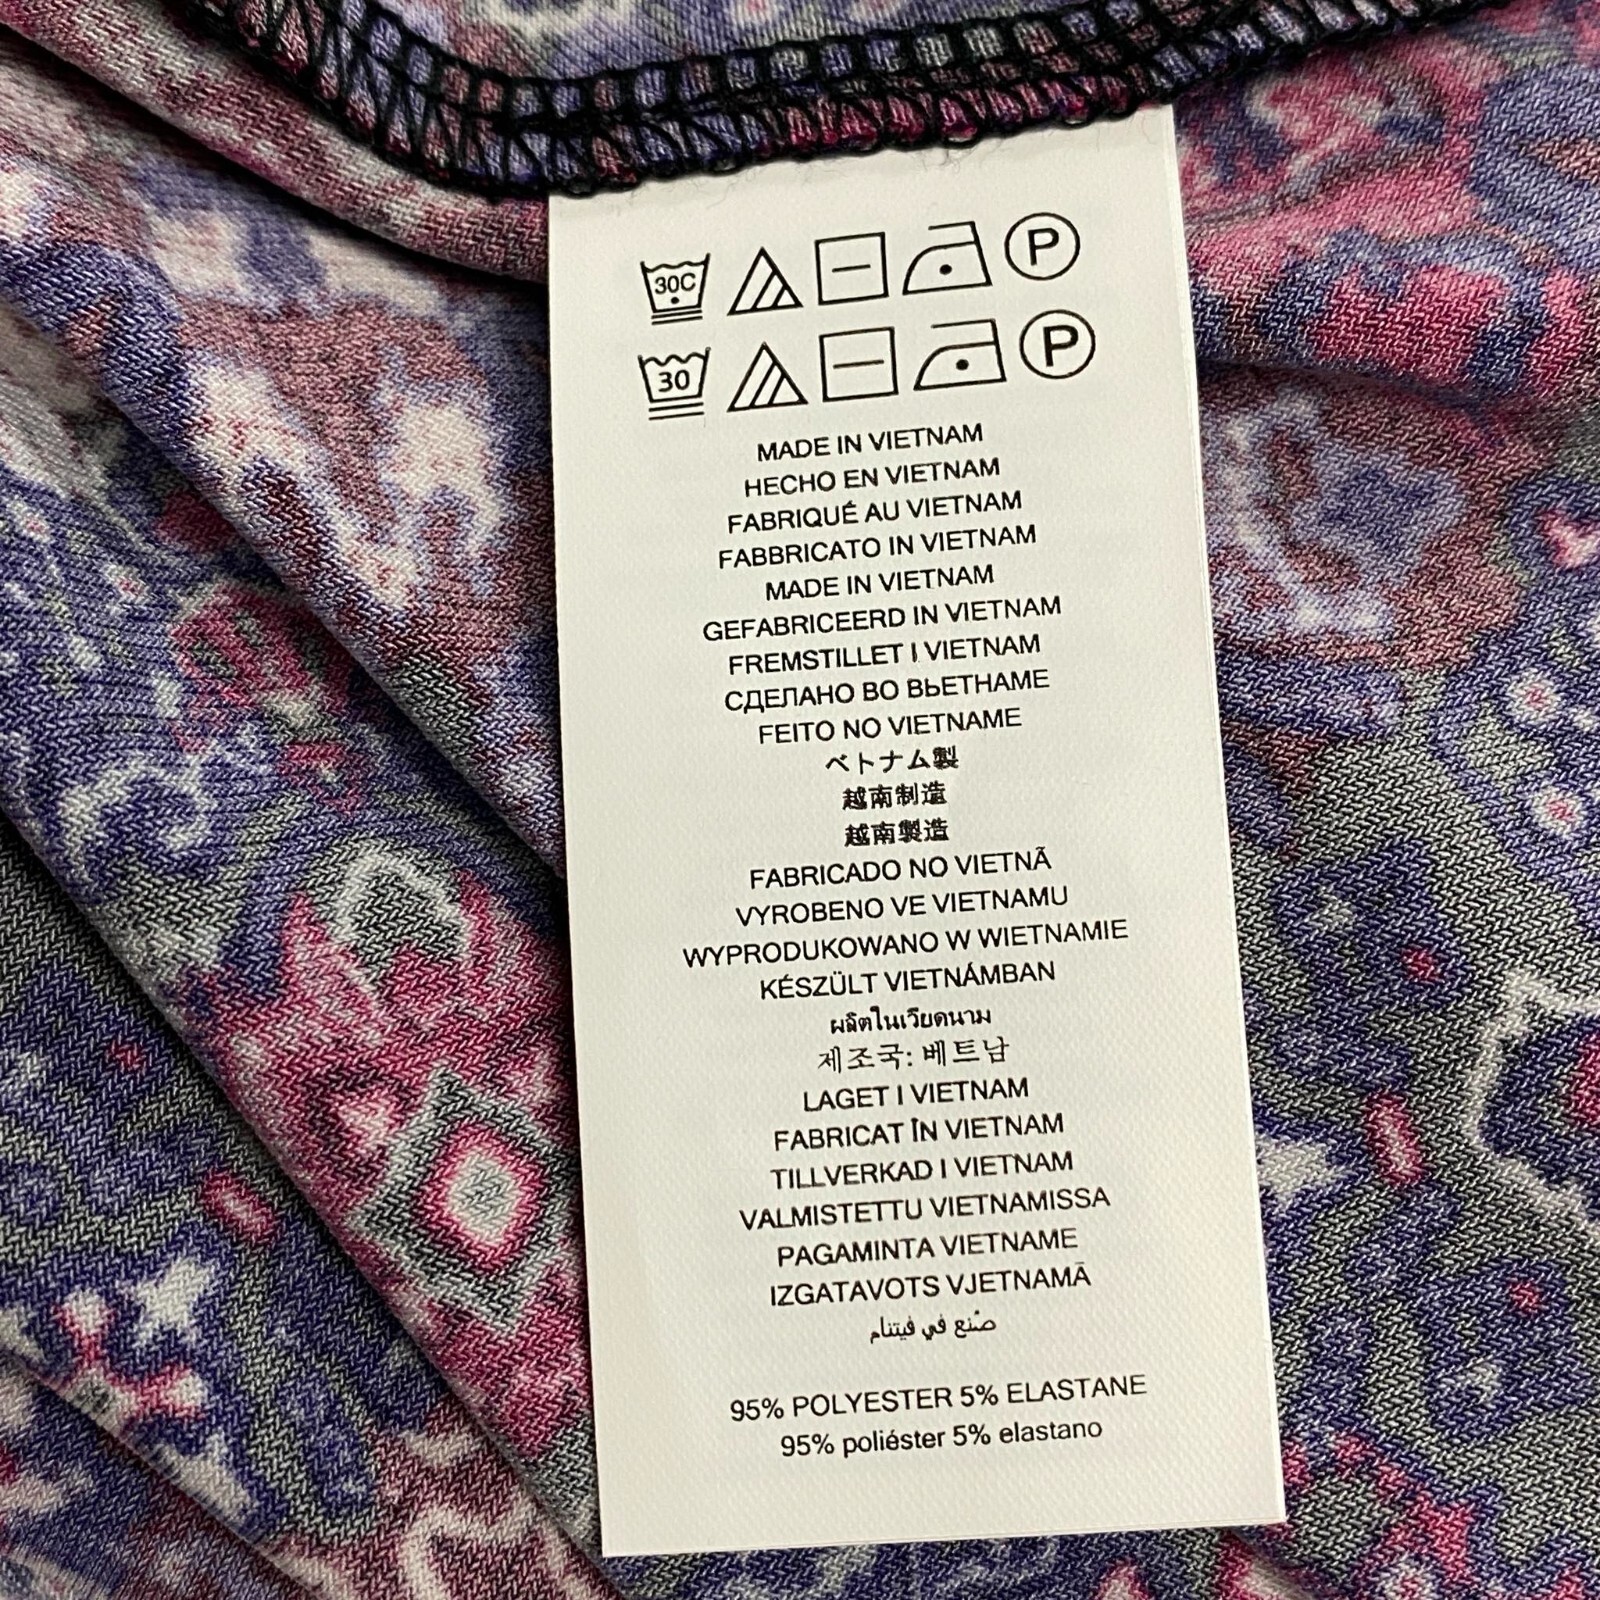 30C P
30 P
MADE IN VIETNAM
HECHO EN VIETNAM
FABRIQUÉ AU VIETNAM
FABBRICATO IN VIETNAM
MADE IN VIETNAM
GEFABRICEERD IN VIETNAM
FREMSTILLET I VIETNAM
СДЕЛАНО ВО ВЬЕТНАМЕ
FEITO NO VIETNAME
ベトナム製
越南制造
越南製造
FABRICADO NO VIETNÃ
VYROBENO VE VIETNAMU
WYPRODUKOWANO W WIETNAMIE
KÉSZÜLT VIETNÁMBAN
ผลิตในเวียดนาม
제조국: 베트남
LAGET I VIETNAM
FABRICAT ÎN VIETNAM
TILLVERKAD I VIETNAM
VALMISTETTU VIETNAMISSA
PAGAMINTA VIETNAME
IZGATAVOTS VJETNAMĀ
صُنع في فيتنام
95% POLYESTER 5% ELASTANE
95% poliéster 5% elastano